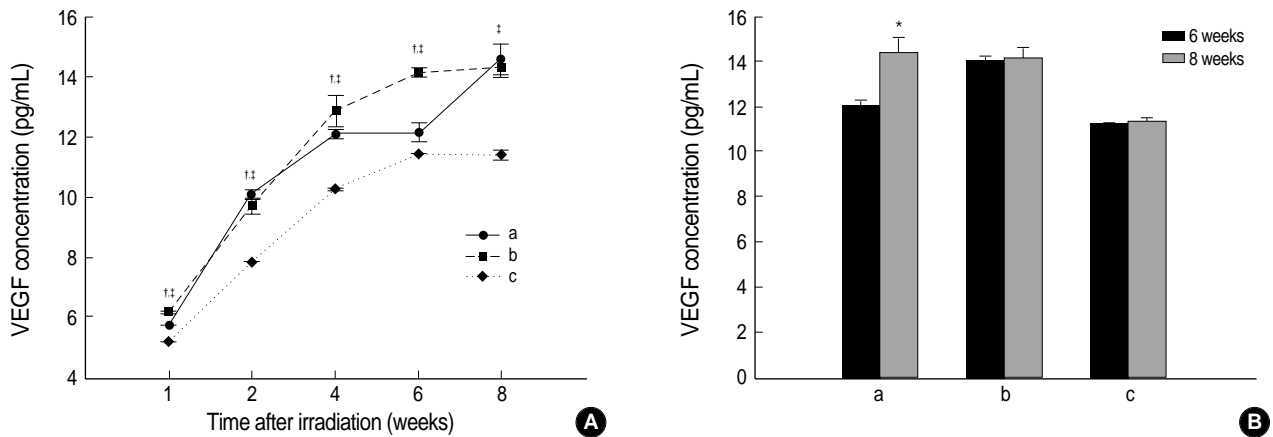 VEGF concentration (pg/mL)
16
14
12
10
8
6
4
†,‡
†,‡
†,‡
†,‡
‡
a
b
c
1 2 4 6 8
Time after irradiation (weeks)
A
VEGF concentration (pg/mL)
16
14
12
10
8
6
4
2
0
*
6 weeks
8 weeks
a b c
B